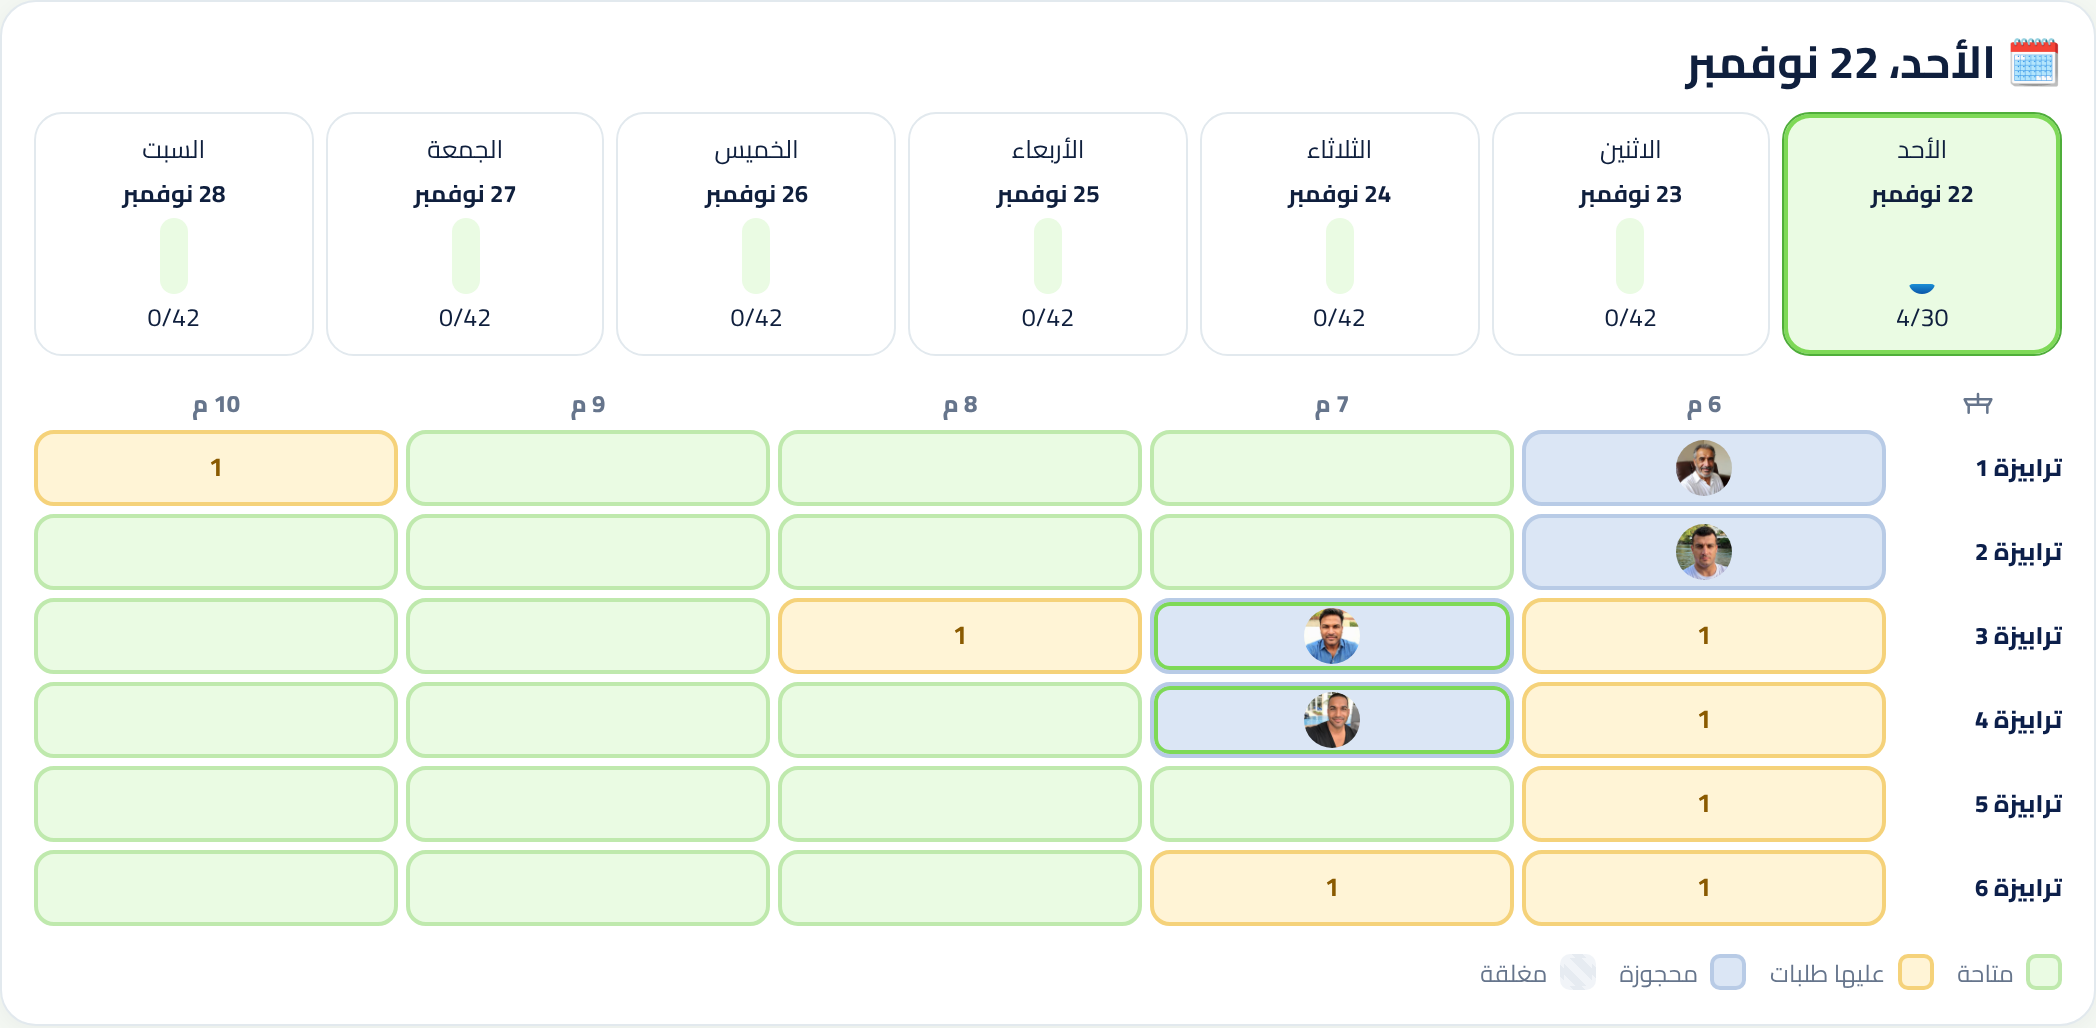 الأحد، 22 نوفمبر
الأحد
22 نوفمبر
4/30
الاثنين
23 نوفمبر
0/42
الثلاثاء
24 نوفمبر
0/42
الأربعاء
25 نوفمبر
0/42
الخميس
26 نوفمبر
0/42
الجمعة
27 نوفمبر
0/42
السبت
28 نوفمبر
0/42
6 م 7 م 8 م 9 م 10 م
ترابيزة 1 1
ترابيزة 2
ترابيزة 3 1 1
ترابيزة 4 1
ترابيزة 5 1
ترابيزة 6 1 1
متاحة عليها طلبات محجوزة مغلقة